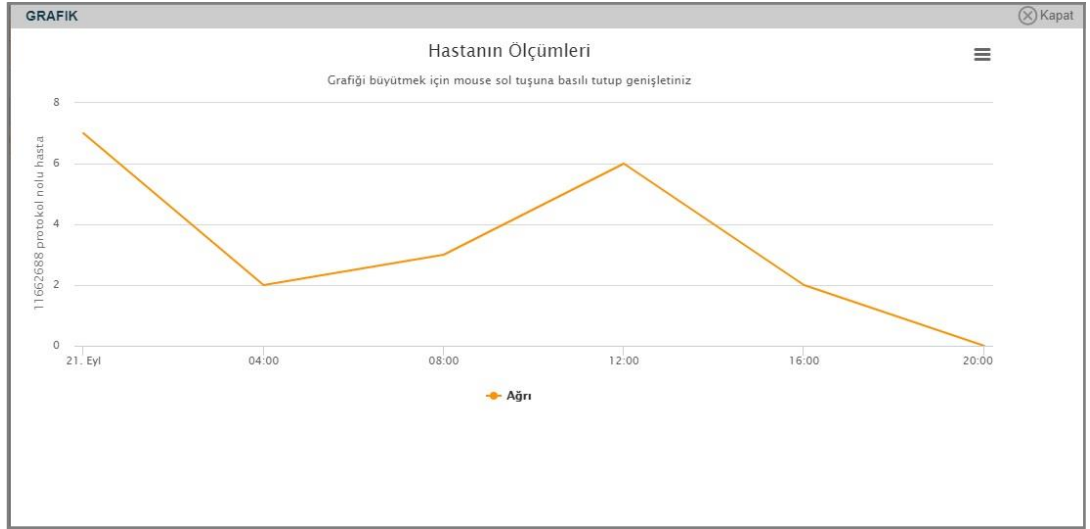 GRAFIK
Kapat
Hastanın Ölçümleri
Grafiği büyütmek için mouse sol tuşuna basılı tutup genişletiniz
11662688 protokol nolu hasta
8
6
4
2
0
21. Eyl 04:00 08:00 12:00 16:00 20:00
Ağrı